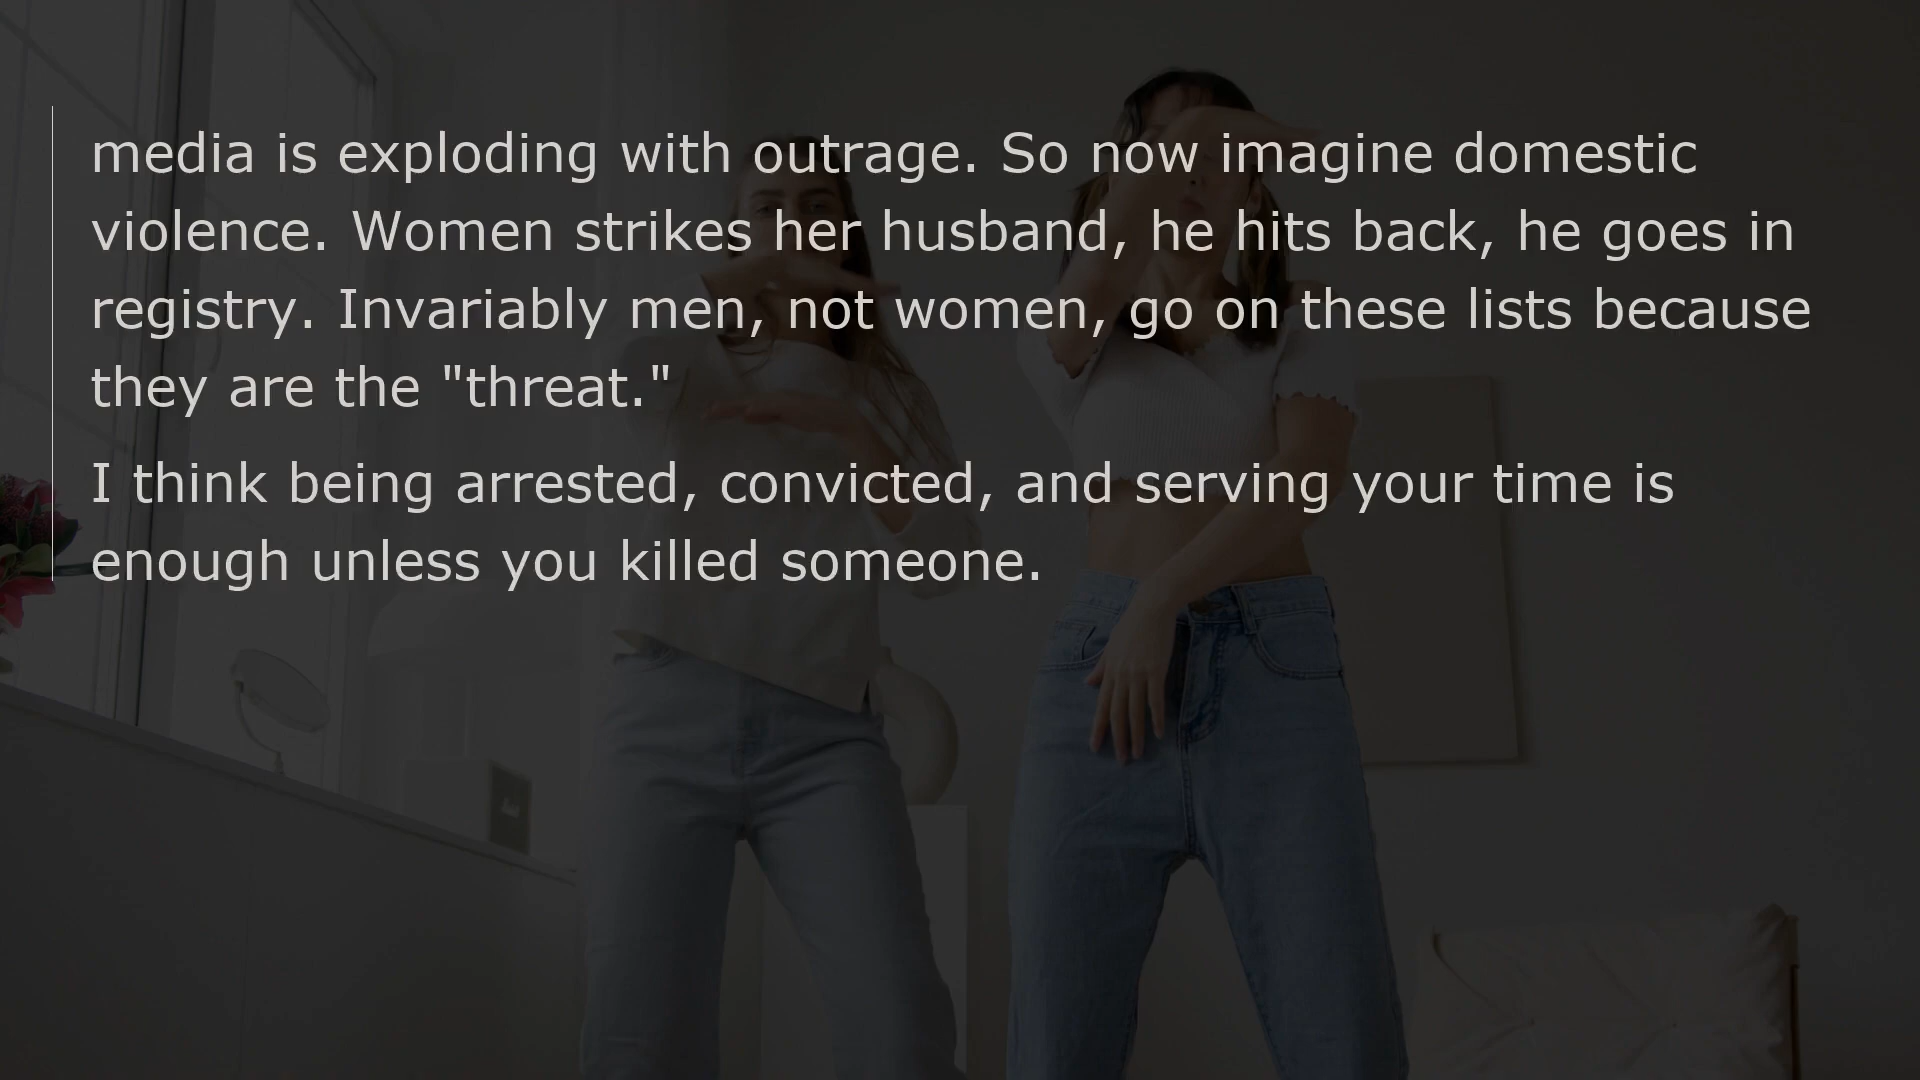 media is exploding with outrage. So now imagine domestic
violence. Women strikes her husband, he hits back, he goes in
registry. Invariably men, not women, go on these lists because
they are the "threat."
I think being arrested, convicted, and serving your time is
enough unless you killed someone.